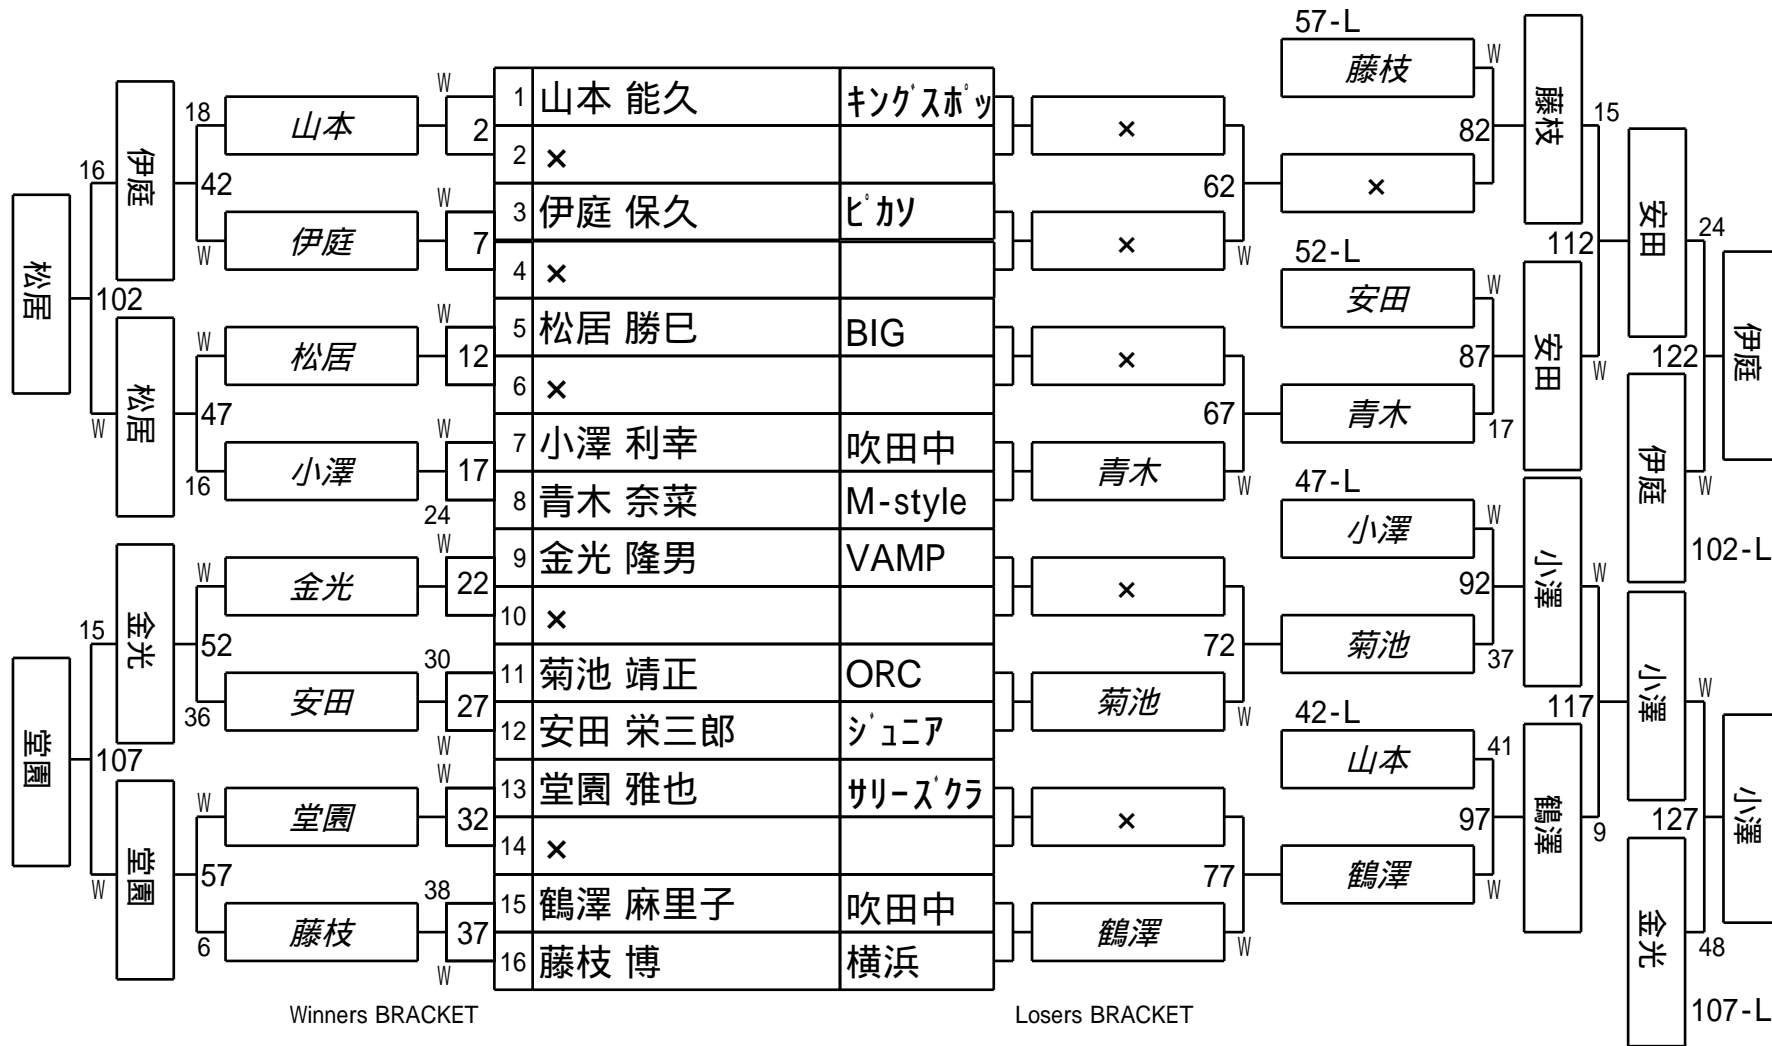 57-L
藤枝
W
82
×
藤枝
15
52-L
安田
W
87
青木
17
安田
W
112
安田
24
122
伊庭
W
102-L
伊庭
47-L
小澤
W
92
菊池
37
小澤
W
42-L
山本
41
97
鶴澤
W
鶴澤
9
117
小澤
W
127
金光
48
107-L
小澤
1 山本 能久 キングスポッ
2 ×
3 伊庭 保久 ピカソ
4 ×
5 松居 勝巳 BIG
6 ×
7 小澤 利幸 吹田中
8 青木 奈菜 M-style
9 金光 隆男 VAMP
10 ×
11 菊池 靖正 ORC
12 安田 栄三郎 ジュニア
13 堂園 雅也 サリーズクラ
14 ×
15 鶴澤 麻里子 吹田中
16 藤枝 博 横浜
W
2
山本
18
W
7
伊庭
W
42
伊庭
16
W
12
松居
W
17
24
小澤
16
W
47
松居
W
102
松居
W
22
金光
W
30
27
W
安田
36
52
金光
15
W
32
堂園
W
38
37
W
藤枝
6
57
堂園
W
107
堂園
×
×
62
W
×
青木
67
W
×
菊池
72
W
×
鶴澤
77
W
Winners BRACKET
Losers BRACKET